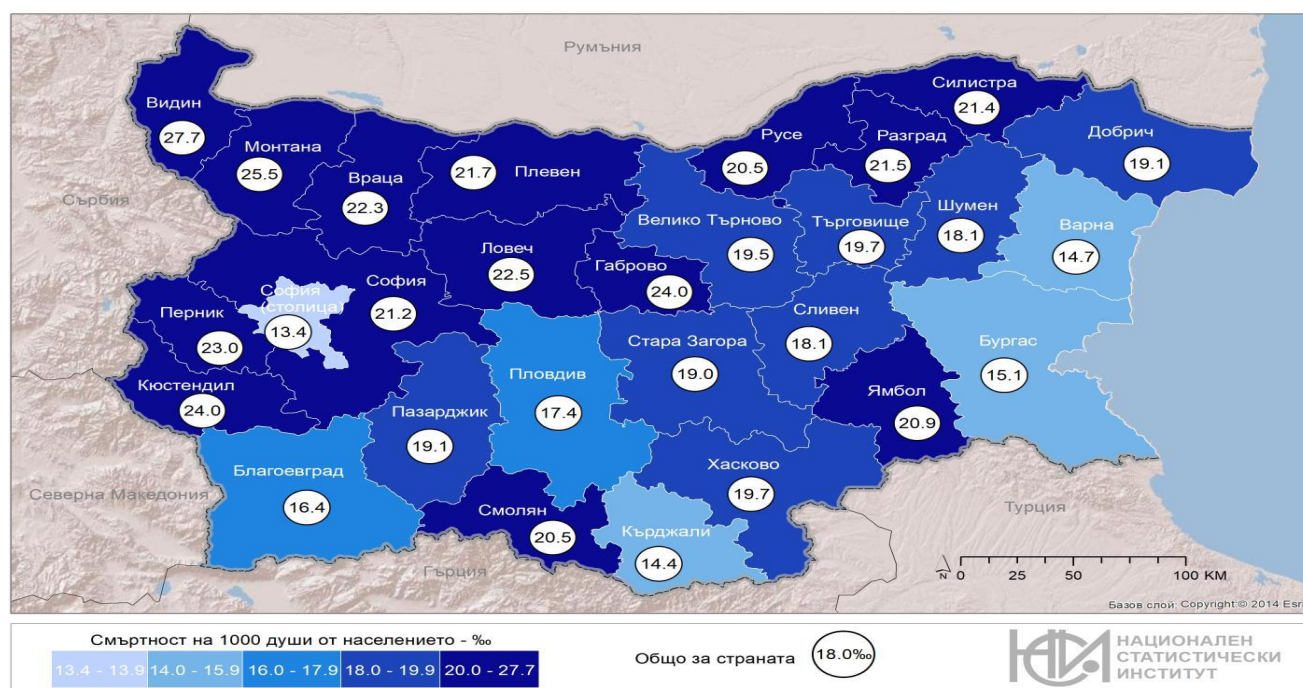 Румъния
Силистра
21.4
Видин
27.7
Русе
20.5
Разград
21.5
Добрич
19.1
Монтана
25.5
Враца
22.3
21.7
Плевен
Сърбия
Шумен
18.1
Велико Търново
19.5
Търговище
19.7
Варна
14.7
Ловеч
22.5
Габрово
24.0
София
(столица)
13.4
София
21.2
Перник
23.0
Сливен
18.1
Стара Загора
19.0
Бургас
15.1
Пловдив
17.4
Кюстендил
24.0
Ямбол
20.9
Пазарджик
19.1
Благоевград
16.4
Хасково
19.7
Северна Македония
Смолян
20.5
Кърджали
14.4
Турция
Гърция
N
0 25 50 100 КМ
Базов слой: Copyright:© 2014 Esri
Смъртност на 1000 души от населението - ‰
13.4 - 13.9 14.0 - 15.9 16.0 - 17.9 18.0 - 19.9 20.0 - 27.7
Общо за страната 18.0‰
НСИ
НАЦИОНАЛЕН
СТАТИСТИЧЕСКИ
ИНСТИТУТ